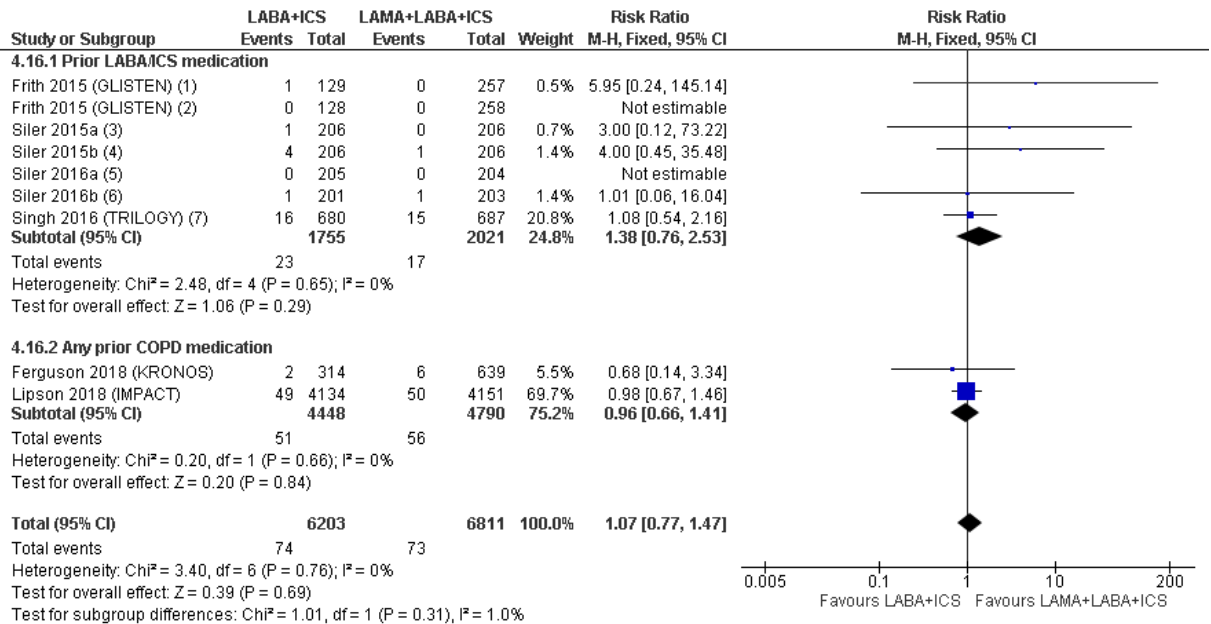 LABA+ICS LAMA+LABA+ICS Risk Ratio Risk Ratio
Study or Subgroup Events Total Events Total Weight M-H, Fixed, 95% CI M-H, Fixed, 95% CI
4.16.1 Prior LABA/ICS medication
Frith 2015 (GLISTEN) (1) 1 129 0 257 0.5% 5.95 [0.24, 145.14]
Frith 2015 (GLISTEN) (2) 0 128 0 258 Not estimable
Siler 2015a (3) 1 206 0 206 0.7% 3.00 [0.12, 73.22]
Siler 2015b (4) 4 206 1 206 1.4% 4.00 [0.45, 35.48]
Siler 2016a (5) 0 205 0 204 Not estimable
Siler 2016b (6) 1 201 1 203 1.4% 1.01 [0.06, 16.04]
Singh 2016 (TRILOGY) (7) 16 680 15 687 20.8% 1.08 [0.54, 2.16]
Subtotal (95% CI) 1755 2021 24.8% 1.38 [0.76, 2.53]
Total events 23 17
Heterogeneity: Chi² = 2.48, df = 4 (P = 0.65); I² = 0%
Test for overall effect: Z = 1.06 (P = 0.29)
4.16.2 Any prior COPD medication
Ferguson 2018 (KRONOS) 2 314 6 639 5.5% 0.68 [0.14, 3.34]
Lipson 2018 (IMPACT) 49 4134 50 4151 69.7% 0.98 [0.67, 1.46]
Subtotal (95% CI) 4448 4790 75.2% 0.96 [0.66, 1.41]
Total events 51 56
Heterogeneity: Chi² = 0.20, df = 1 (P = 0.66); I² = 0%
Test for overall effect: Z = 0.20 (P = 0.84)
Total (95% CI) 6203 6811 100.0% 1.07 [0.77, 1.47]
Total events 74 73
Heterogeneity: Chi² = 3.40, df = 6 (P = 0.76); I² = 0%
Test for overall effect: Z = 0.39 (P = 0.69)
Test for subgroup differences: Chi² = 1.01, df = 1 (P = 0.31), I² = 1.0%
0.005 0.1 1 10 200
Favours LABA+ICS Favours LAMA+LABA+ICS